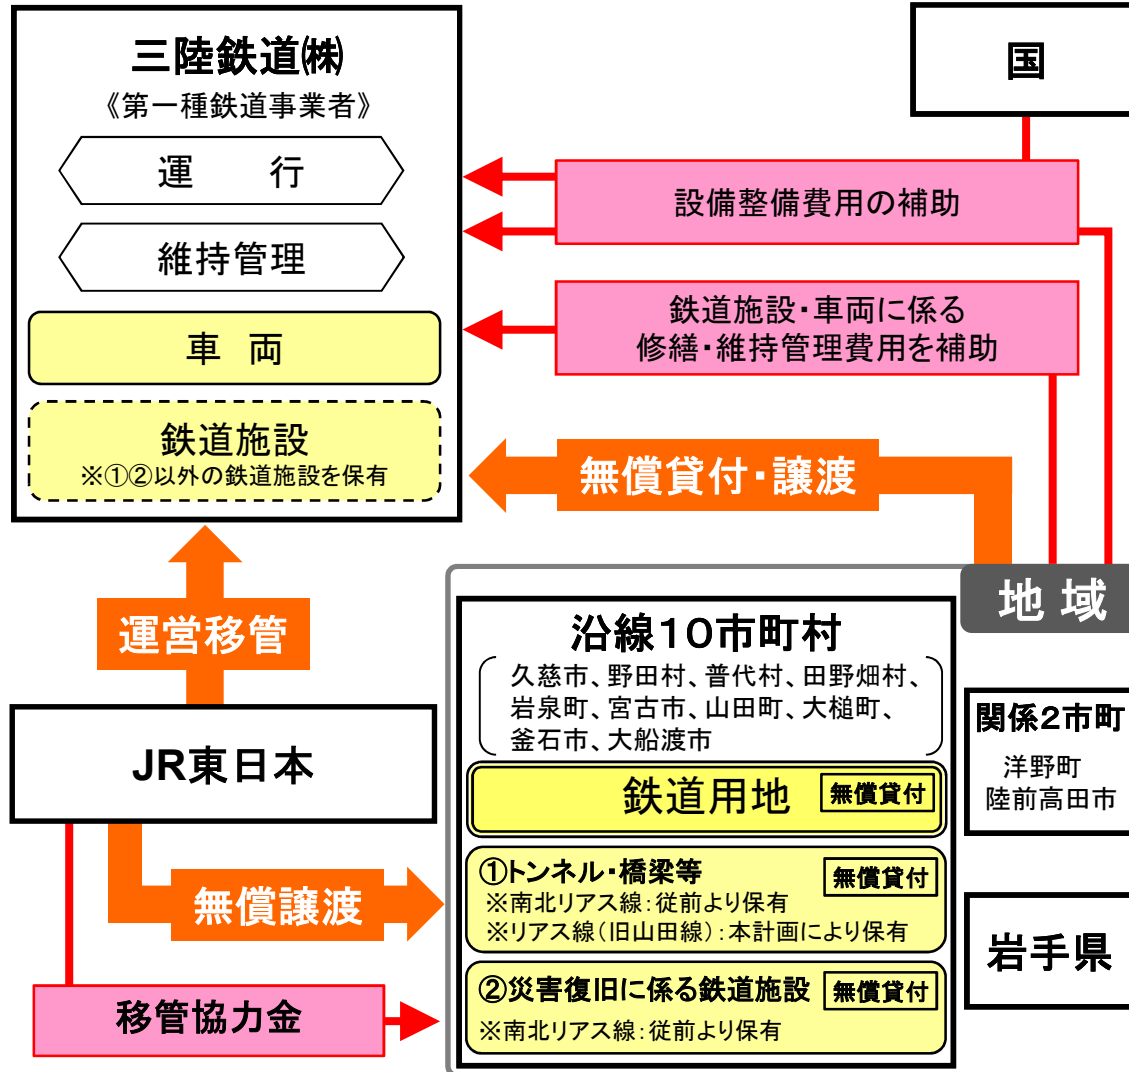 三陸鉄道㈱
《第一種鉄道事業者》
運　行
維持管理
車 両
鉄道施設
※①②以外の鉄道施設を保有
国
設備整備費用の補助
鉄道施設・車両に係る
修繕・維持管理費用を補助
無償貸付・譲渡
運営移管
JR東日本
無償譲渡
移管協力金
地 域
沿線10市町村
久慈市、野田村、普代村、田野畑村、
岩泉町、宮古市、山田町、大槌町、
釜石市、大船渡市
鉄道用地 無償貸付
①トンネル・橋梁等 無償貸付
※南北リアス線：従前より保有
※リアス線（旧山田線）：本計画により保有
②災害復旧に係る鉄道施設 無償貸付
※南北リアス線：従前より保有
関係2市町
洋野町
陸前高田市
岩手県